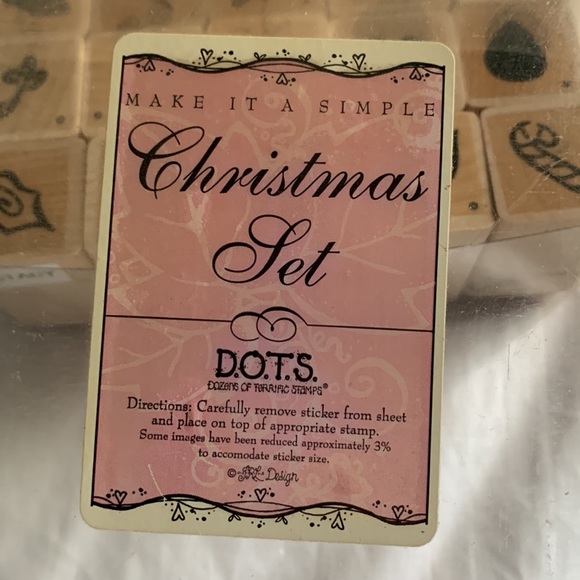 MAKE IT A SIMPLE
Christmas
Set
D.O.T.S.
DOZENS OF TERRIFIC STAMPS®
Directions: Carefully remove sticker from sheet
and place on top of appropriate stamp.
Some images have been reduced approximately 3%
to accomodate sticker size.
© Design